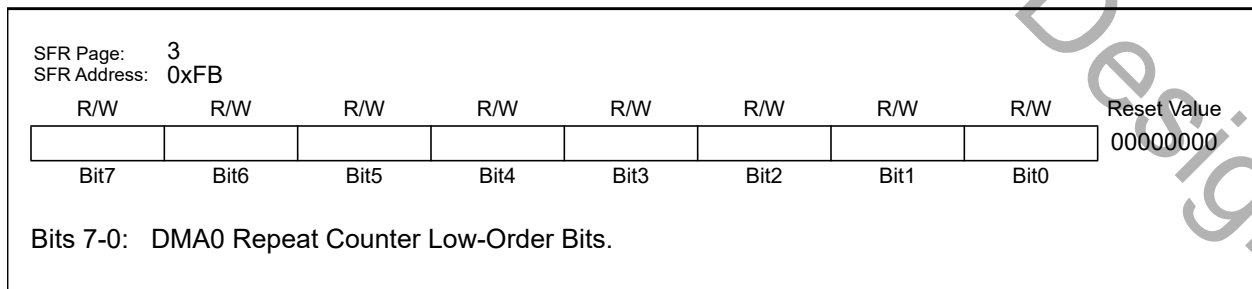 SFR Page: 3
SFR Address: 0xFB
R/W R/W R/W R/W R/W R/W R/W R/W Reset Value
00000000
Bit7 Bit6 Bit5 Bit4 Bit3 Bit2 Bit1 Bit0
Bits 7-0: DMA0 Repeat Counter Low-Order Bits.